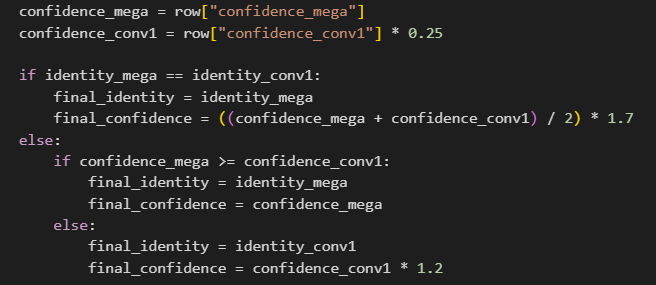 confidence_mega = row["confidence_mega"]
confidence_conv1 = row["confidence_conv1"] * 0.25

if identity_mega == identity_conv1:
    final_identity = identity_mega
    final_confidence = ((confidence_mega + confidence_conv1) / 2) * 1.7
else:
    if confidence_mega >= confidence_conv1:
        final_identity = identity_mega
        final_confidence = confidence_mega
    else:
        final_identity = identity_conv1
        final_confidence = confidence_conv1 * 1.2